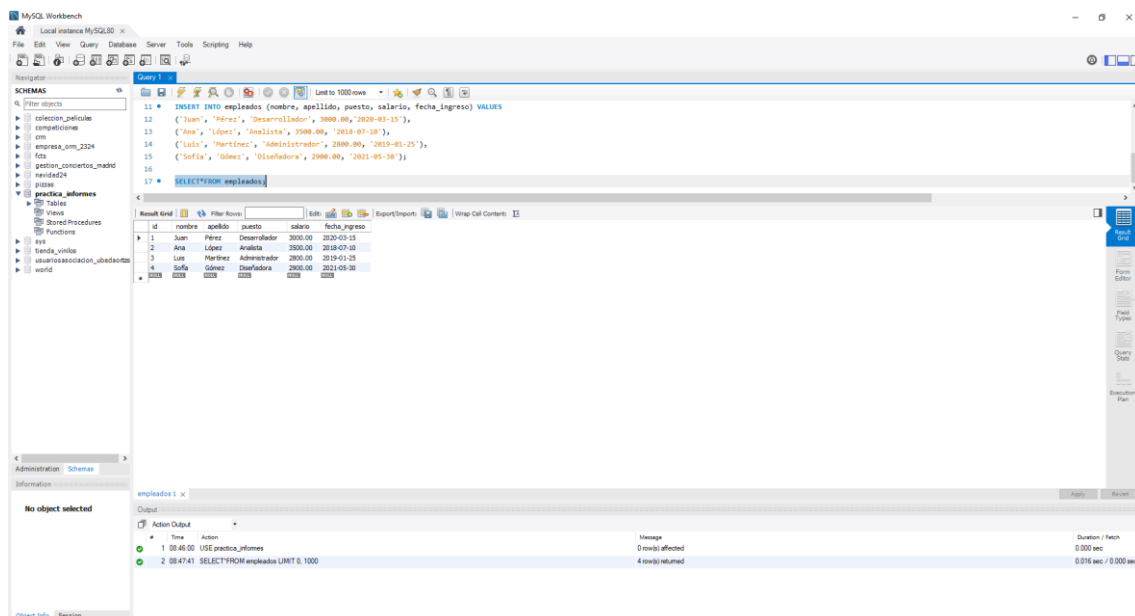 MySQL Workbench
Local instance MySQL80 ×
File Edit View Query Database Server Tools Scripting Help
Navigator
Query 1 ×
SCHEMAS
Filter objects
Limit to 1000 rows
coleccion_peliculas
competiciones
crm
empresa_orm_2324
fcts
gestion_conciertos_madrid
navidad24
pizzas
practica_informes
Tables
Views
Stored Procedures
Functions
sys
tienda_vinilos
usuariosasociacion_ubedaortas
world
11 INSERT INTO empleados (nombre, apellido, puesto, salario, fecha_ingreso) VALUES
12 ('Juan', 'Pérez', 'Desarrollador', 3000.00,'2020-03-15'),
13 ('Ana', 'López', 'Analista', 3500.00, '2018-07-10'),
14 ('Luis', 'Martínez', 'Administrador', 2800.00, '2019-01-25'),
15 ('Sofía', 'Gómez', 'Diseñadora', 2900.00, '2021-05-30');
16
17 SELECT*FROM empleados;
Result Grid Filter Rows: Edit: Export/Import: Wrap Cell Content:
id nombre apellido puesto salario fecha_ingreso
1 Juan Pérez Desarrollador 3000.00 2020-03-15
2 Ana López Analista 3500.00 2018-07-10
3 Luis Martínez Administrador 2800.00 2019-01-25
4 Sofía Gómez Diseñadora 2900.00 2021-05-30
NULL NULL NULL NULL NULL NULL
Result
Grid
Form
Editor
Field
Types
Query
Stats
Execution
Plan
Administration Schemas
Information
No object selected
empleados 1 ×
Apply Revert
Output
Action Output
# Time Action Message Duration / Fetch
1 08:46:00 USE practica_informes 0 row(s) affected 0.000 sec
2 08:47:41 SELECT*FROM empleados LIMIT 0, 1000 4 row(s) returned 0.016 sec / 0.000 sec
Object Info Session